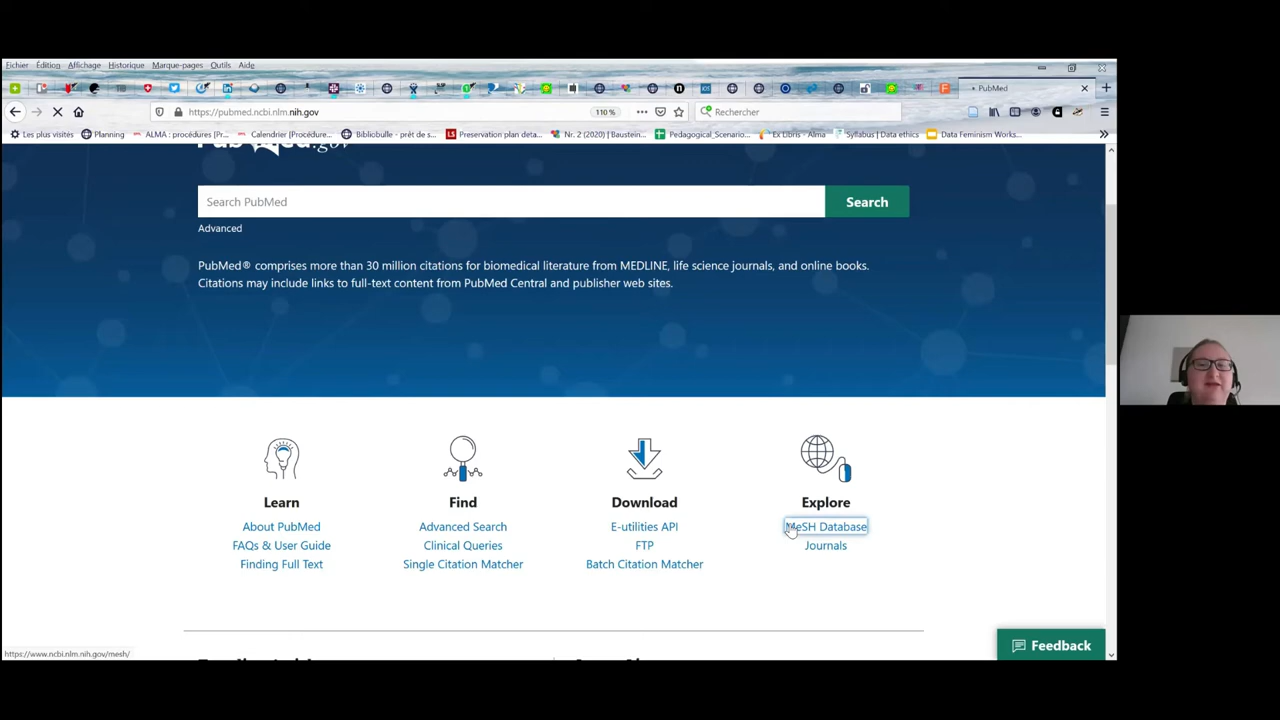 Fichier Édition Affichage Historique Marque-pages Outils Aide
PubMed
https://pubmed.ncbi.nlm.nih.gov 110 % Rechercher
Les plus visités Planning ALMA : procédures [Pr... Calendrier [Procédure... Bibliobulle – prêt de s... Preservation plan deta... Nr. 2 (2020) | Baustein... Pedagogical_Scenario... Ex Libris - Alma Syllabus | Data ethics Data Feminism Works...
PubMed.gov
Search PubMed Search
Advanced
PubMed® comprises more than 30 million citations for biomedical literature from MEDLINE, life science journals, and online books.
Citations may include links to full-text content from PubMed Central and publisher web sites.
Learn Find Download Explore
About PubMed Advanced Search E-utilities API MeSH Database
FAQs & User Guide Clinical Queries FTP Journals
Finding Full Text Single Citation Matcher Batch Citation Matcher
Feedback
https://www.ncbi.nlm.nih.gov/mesh/